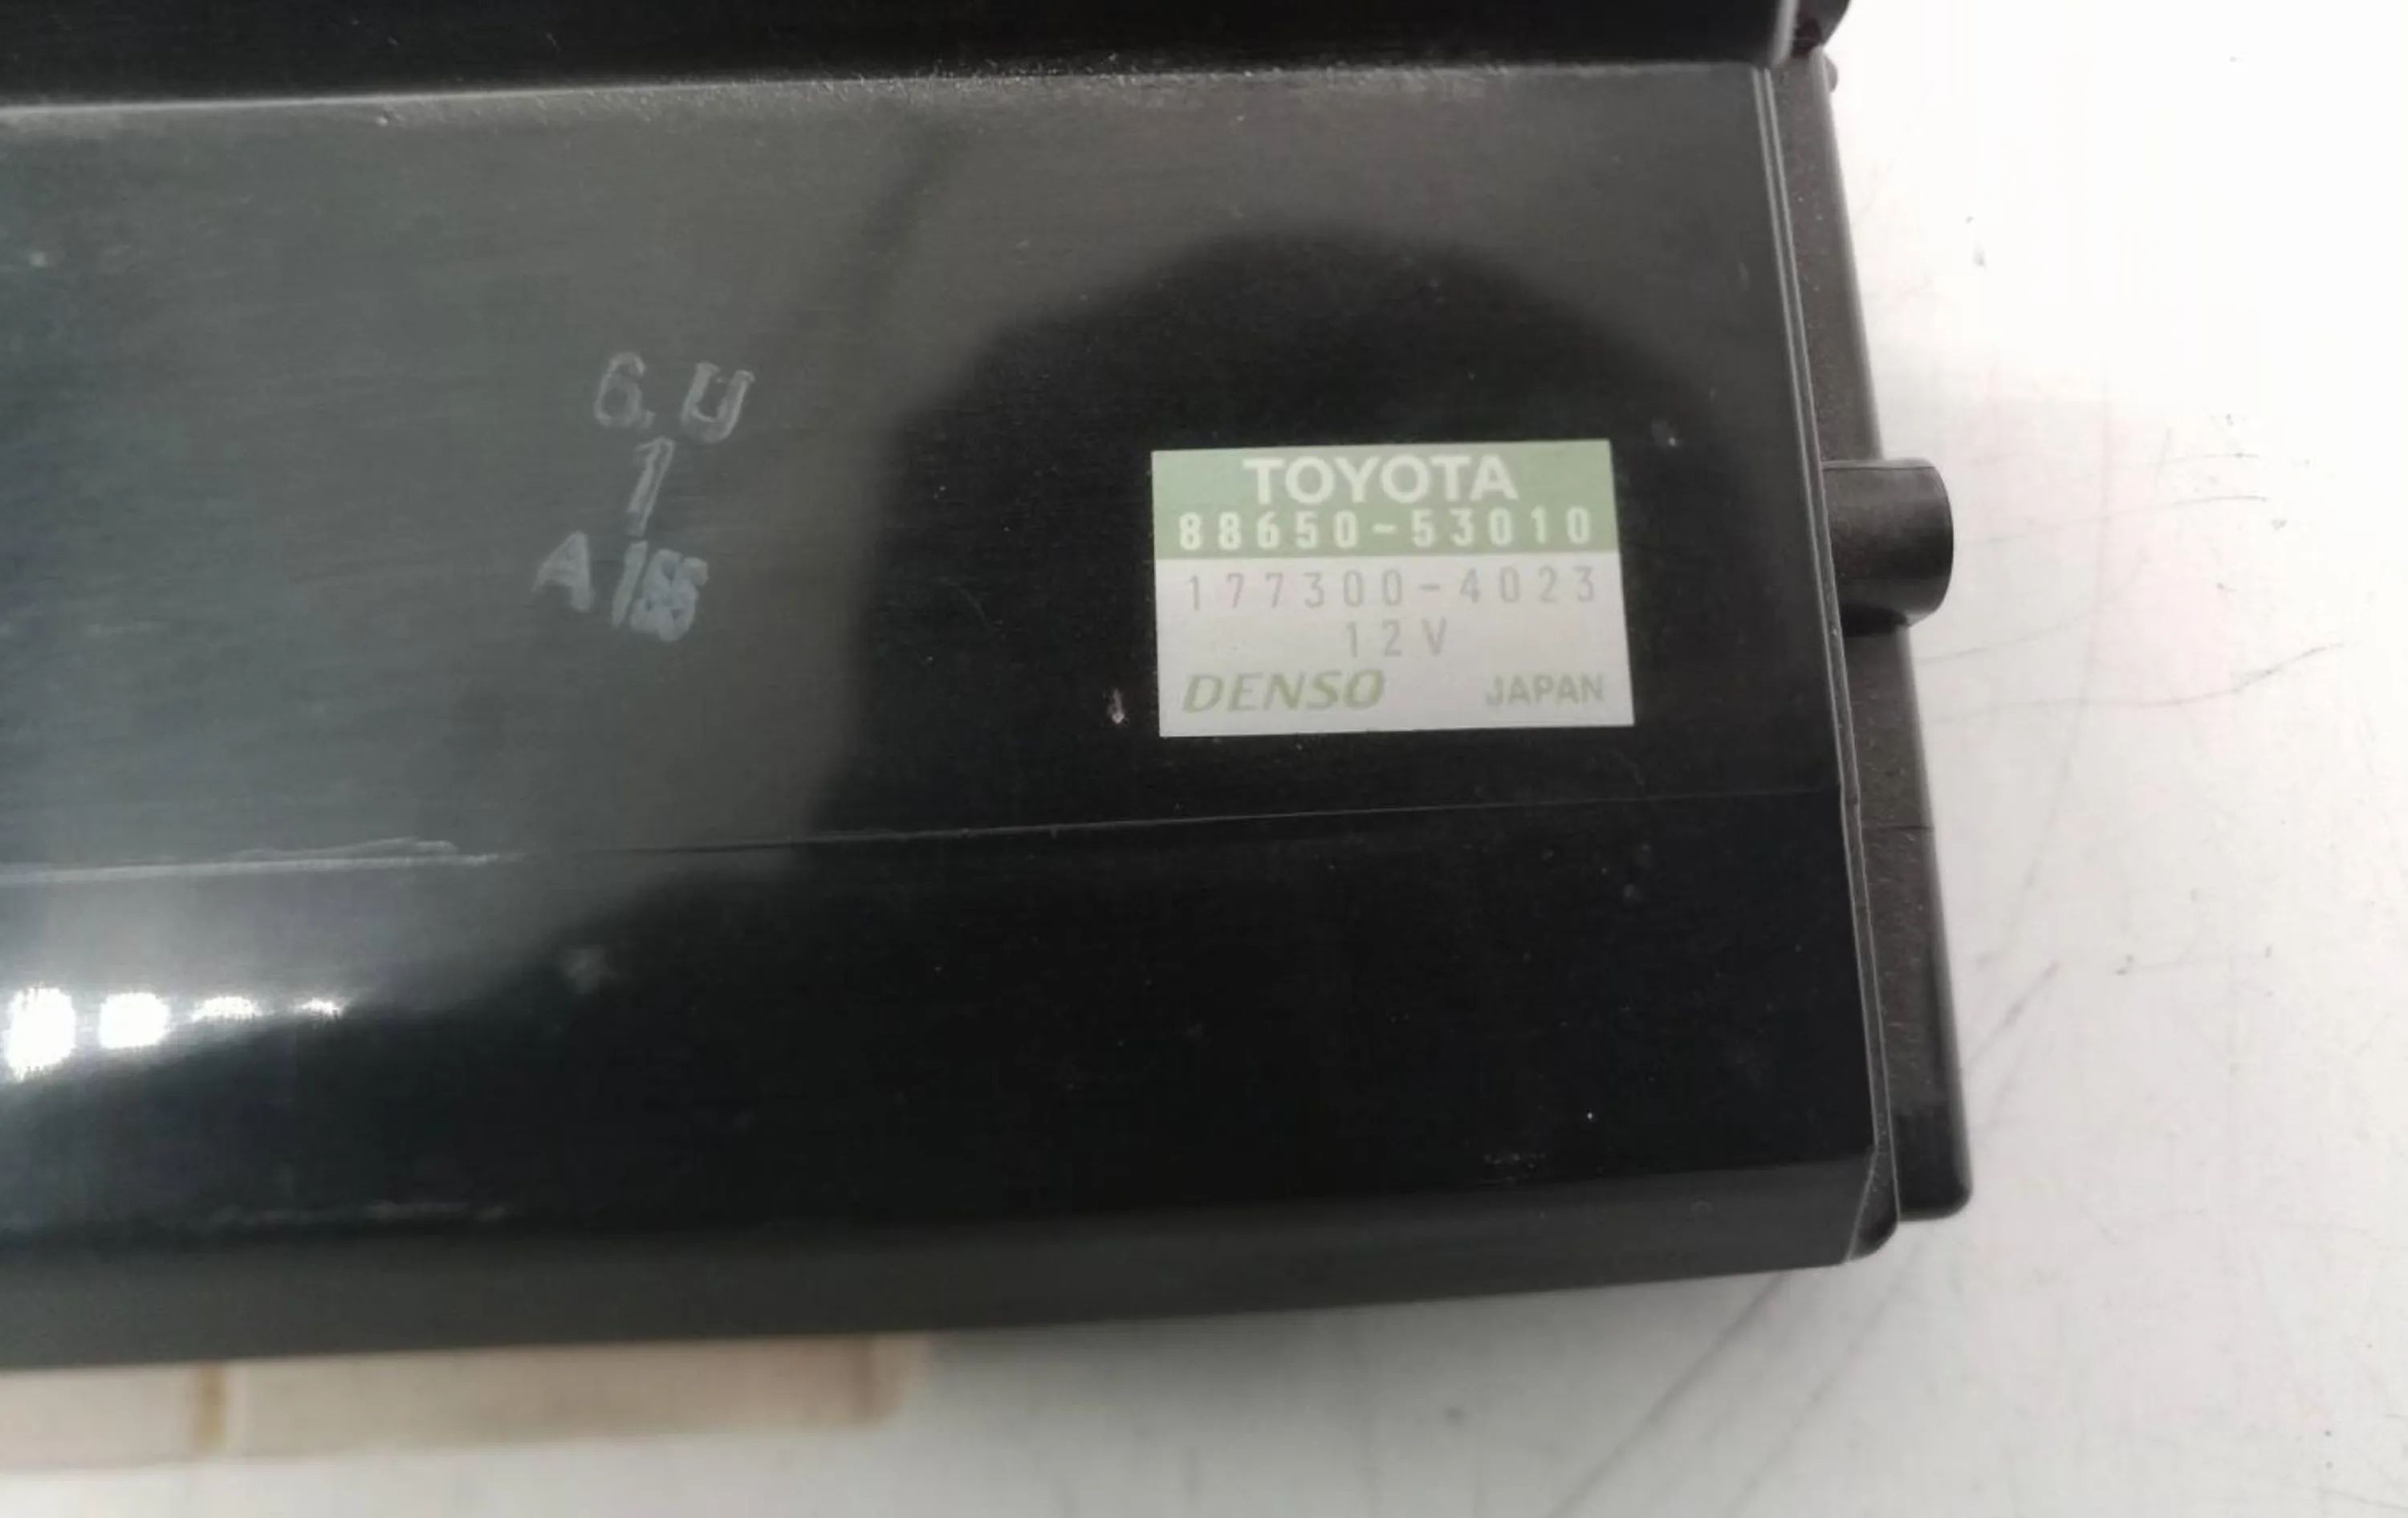 6.U
1
TOYOTA
88650-53010
177300-4023
12V
DENSO JAPAN